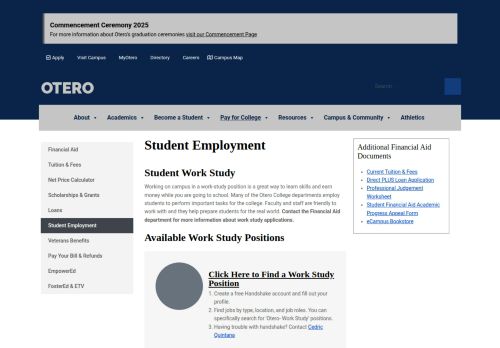 Commencement Ceremony 2025
For more information about Otero's graduation ceremonies visit our Commencement Page
Apply Visit Campus MyOtero Directory Careers Campus Map
OTERO
Search
About Academics Become a Student Pay for College Resources Campus & Community Athletics
Financial Aid
Tuition & Fees
Net Price Calculator
Scholarships & Grants
Loans
Student Employment
Veterans Benefits
Pay Your Bill & Refunds
EmpowerEd
FosterEd & ETV
Student Employment
Student Work Study
Working on campus in a work-study position is a great way to learn skills and earn
money while you are going to school. Many of the Otero College departments employ
students to perform important tasks for the college. Faculty and staff are friendly to
work with and they help prepare students for the real world. Contact the Financial Aid
department for more information about work study applications.
Available Work Study Positions
Click Here to Find a Work Study
Position
1. Create a free Handshake account and fill out your
profile.
2. Find jobs by type, location, and job roles. You can
specifically search for 'Otero- Work Study' positions.
3. Having trouble with handshake? Contact Cedric
Quintana
Additional Financial Aid
Documents
Current Tuition & Fees
Direct PLUS Loan Application
Professional Judgement
Worksheet
Student Financial Aid Academic
Progress Appeal Form
eCampus Bookstore